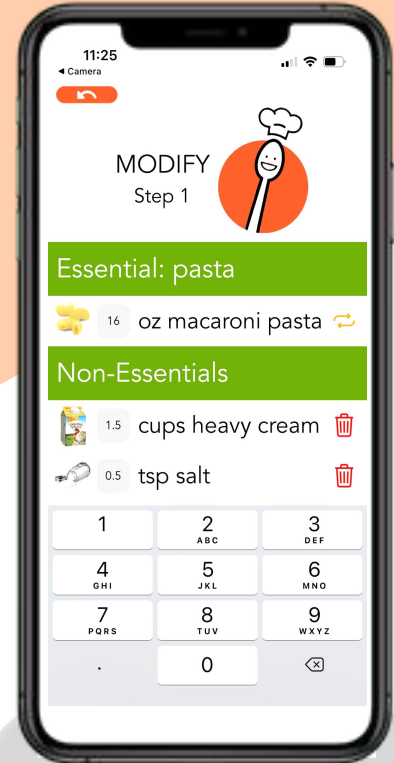 11:25
◀ Camera
MODIFY
Step 1
Essential: pasta
16 oz macaroni pasta
Non-Essentials
1.5 cups heavy cream
0.5 tsp salt
1 2 3
ABC DEF
4 5 6
GHI JKL MNO
7 8 9
PQRS TUV WXYZ
. 0